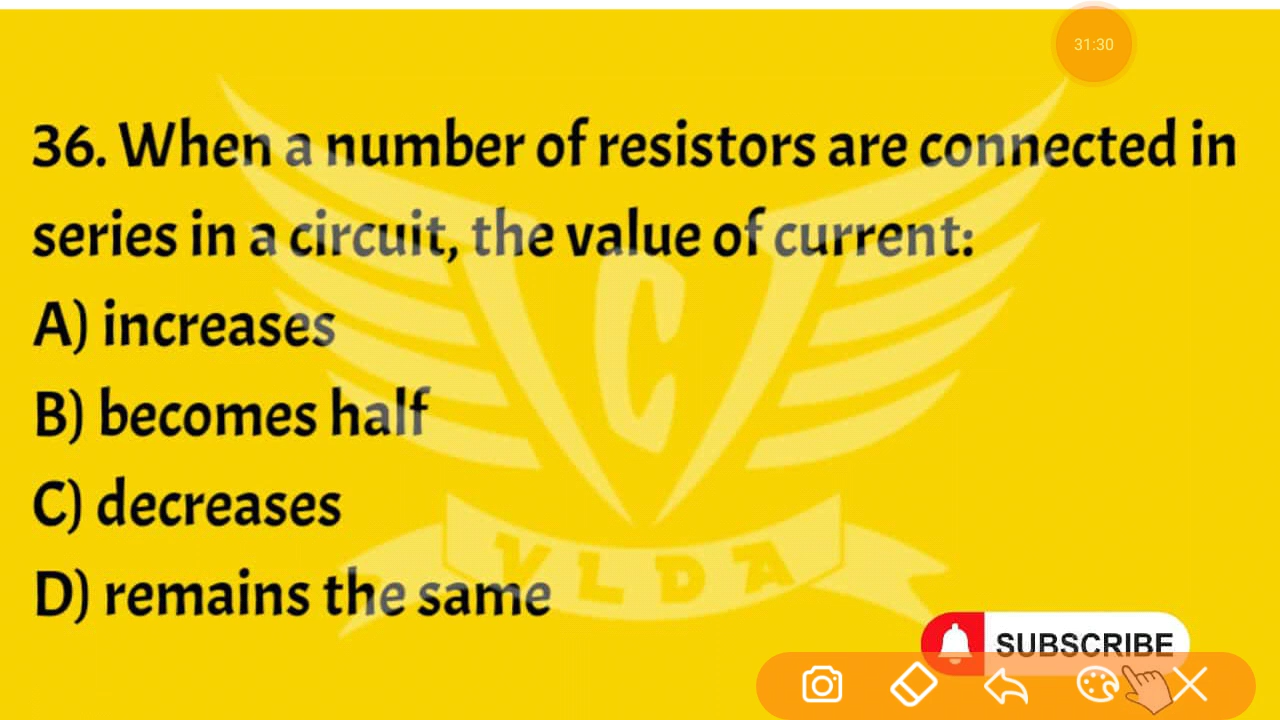 31:30
36. When a number of resistors are connected in
series in a circuit, the value of current:
A) increases
B) becomes half
C) decreases
D) remains the same
C
VLDA
SUBSCRIBE